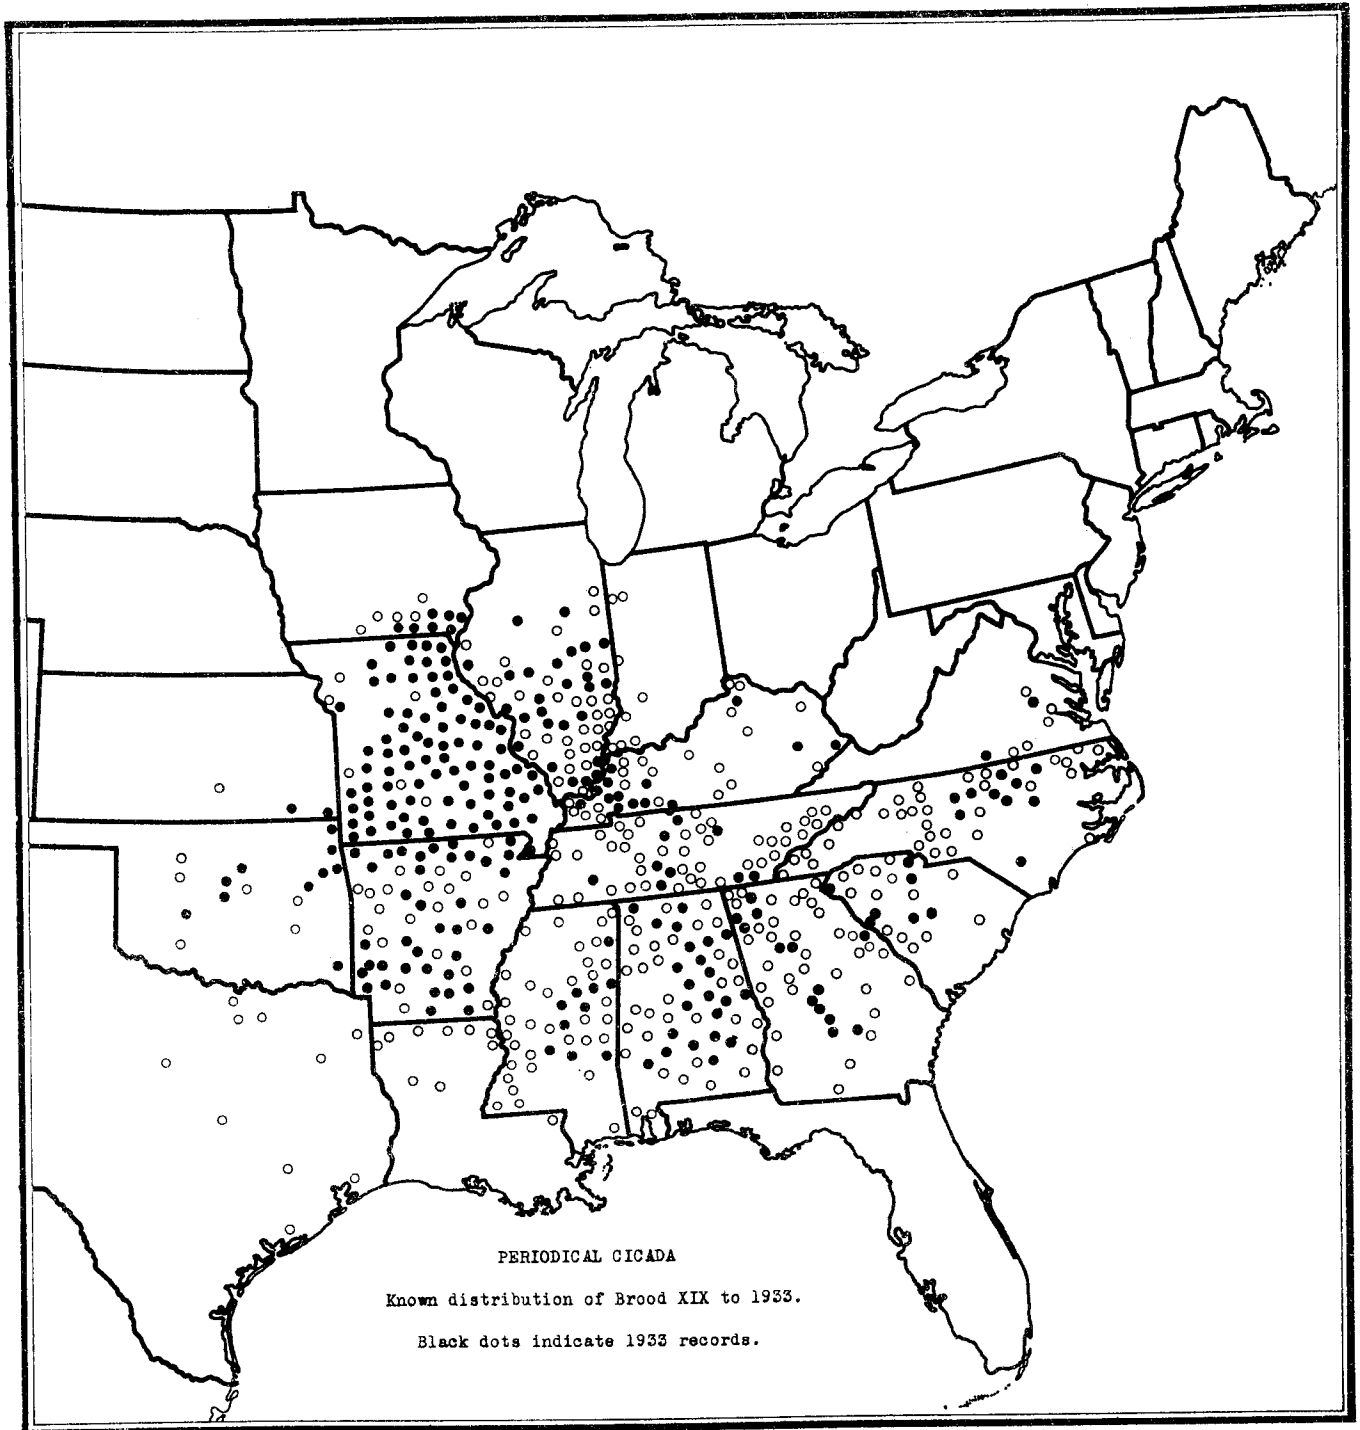 PERIODICAL CICADA
Known distribution of Brood XIX to 1933.
Black dots indicate 1933 records.